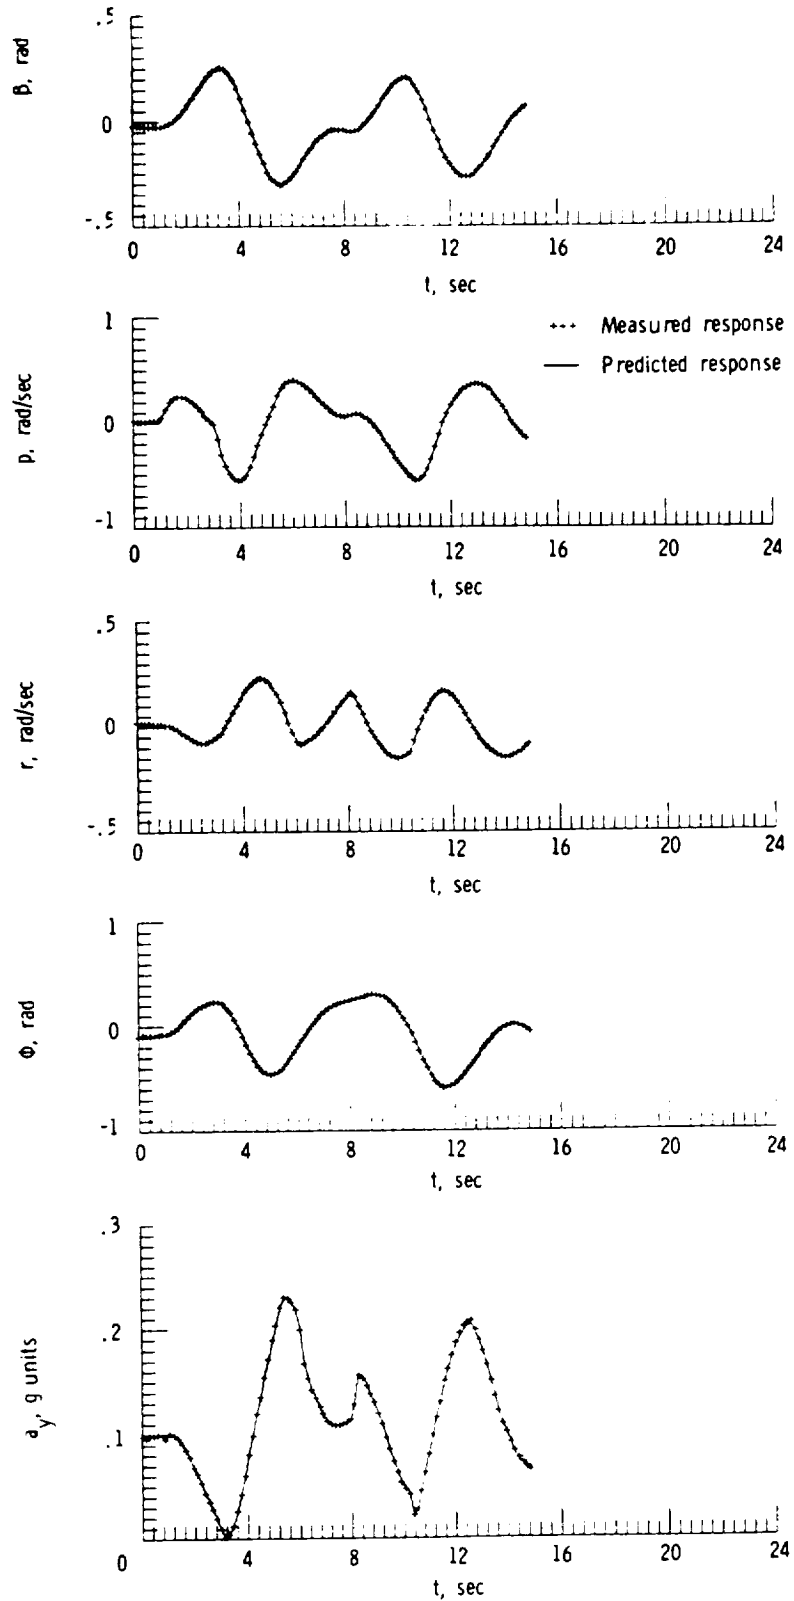 .5
β, rad
0
-.5
0 4 8 12 16 20 24
t, sec
1
+++ Measured response
— Predicted response
p, rad/sec
0
-1
0 4 8 12 16 20 24
t, sec
.5
r, rad/sec
0
-.5
0 4 8 12 16 20 24
t, sec
1
Φ, rad
0
-1
0 4 8 12 16 20 24
t, sec
.3
.2
a_y, g units
.1
0 4 8 12 16 20 24
t, sec